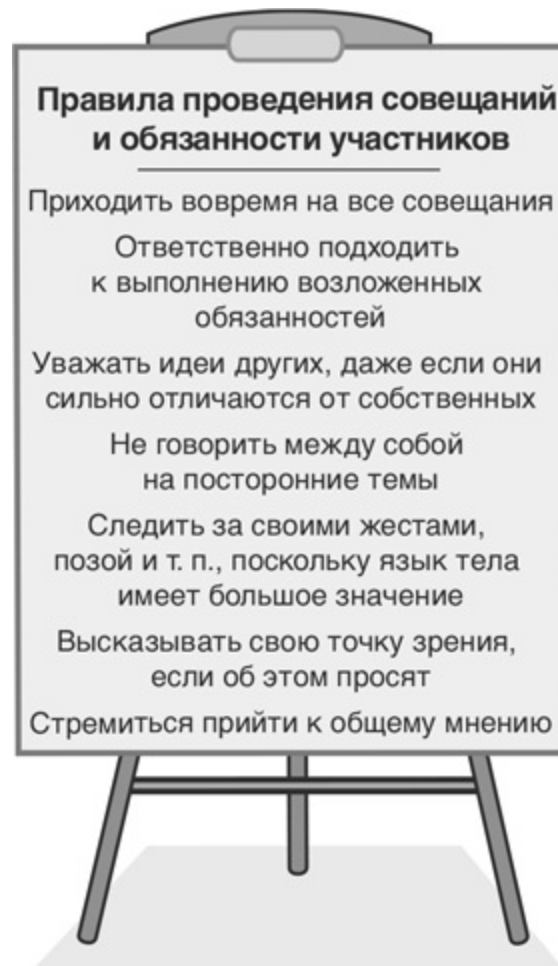 Правила проведения совещаний
и обязанности участников
Приходить вовремя на все совещания
Ответственно подходить
к выполнению возложенных
обязанностей
Уважать идеи других, даже если они
сильно отличаются от собственных
Не говорить между собой
на посторонние темы
Следить за своими жестами,
позой и т. п., поскольку язык тела
имеет большое значение
Высказывать свою точку зрения,
если об этом просят
Стремиться прийти к общему мнению